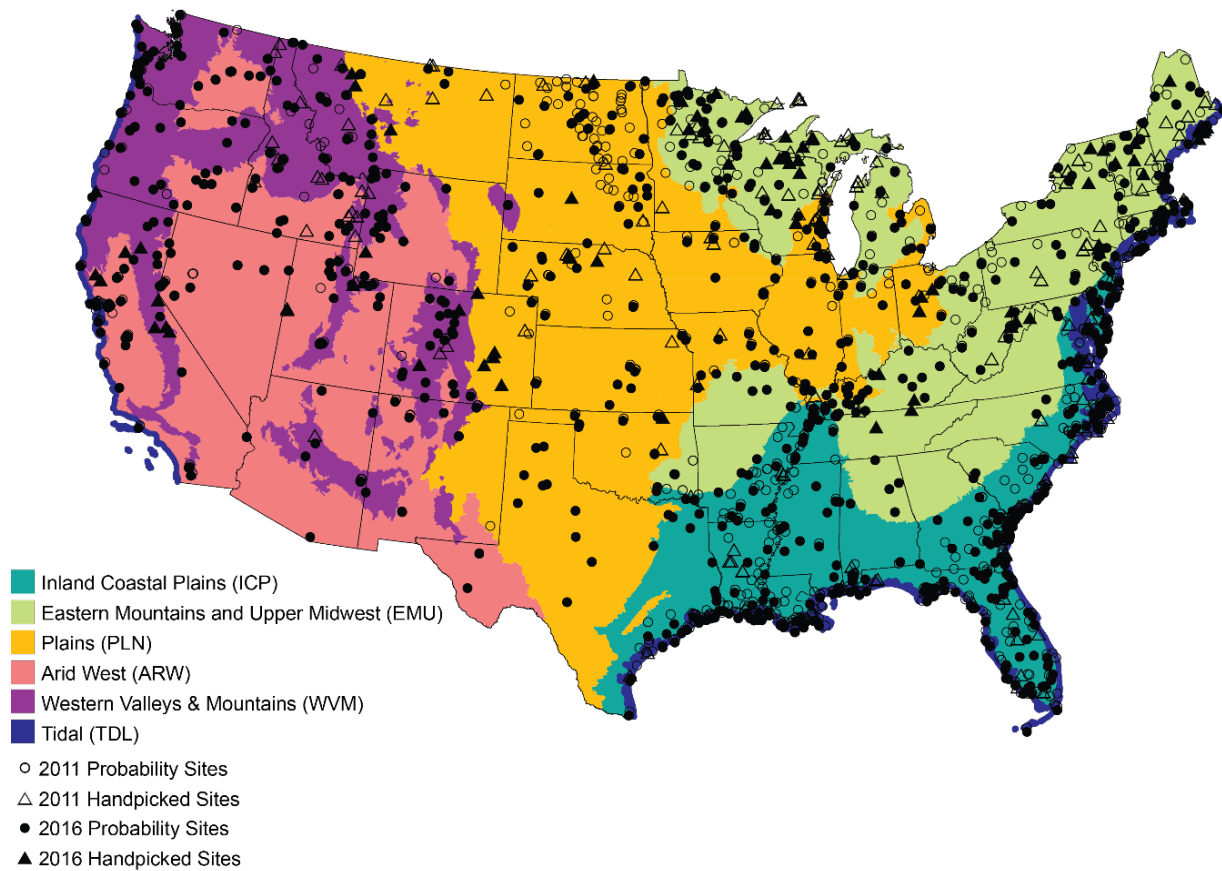 Inland Coastal Plains (ICP)
Eastern Mountains and Upper Midwest (EMU)
Plains (PLN)
Arid West (ARW)
Western Valleys & Mountains (WVM)
Tidal (TDL)
2011 Probability Sites
2011 Handpicked Sites
2016 Probability Sites
2016 Handpicked Sites